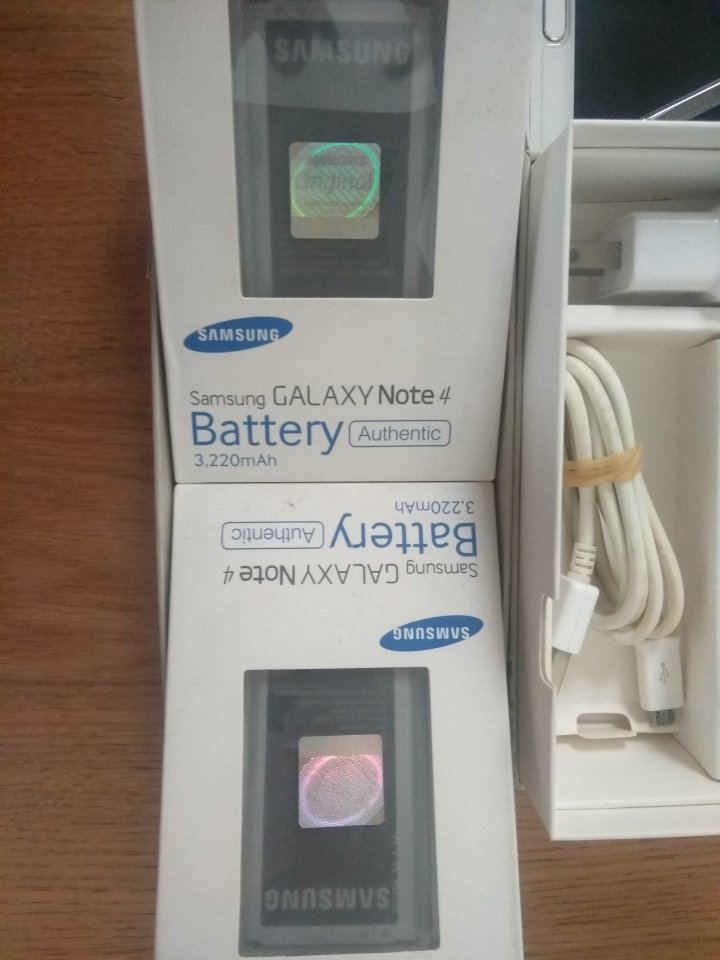 SAMSUNG
Original
SAMSUNG
Samsung GALAXY Note 4
Battery Authentic
3,220mAh
3,220mAh
Battery Authentic
Samsung GALAXY Note 4
SAMSUNG
SAMSUNG